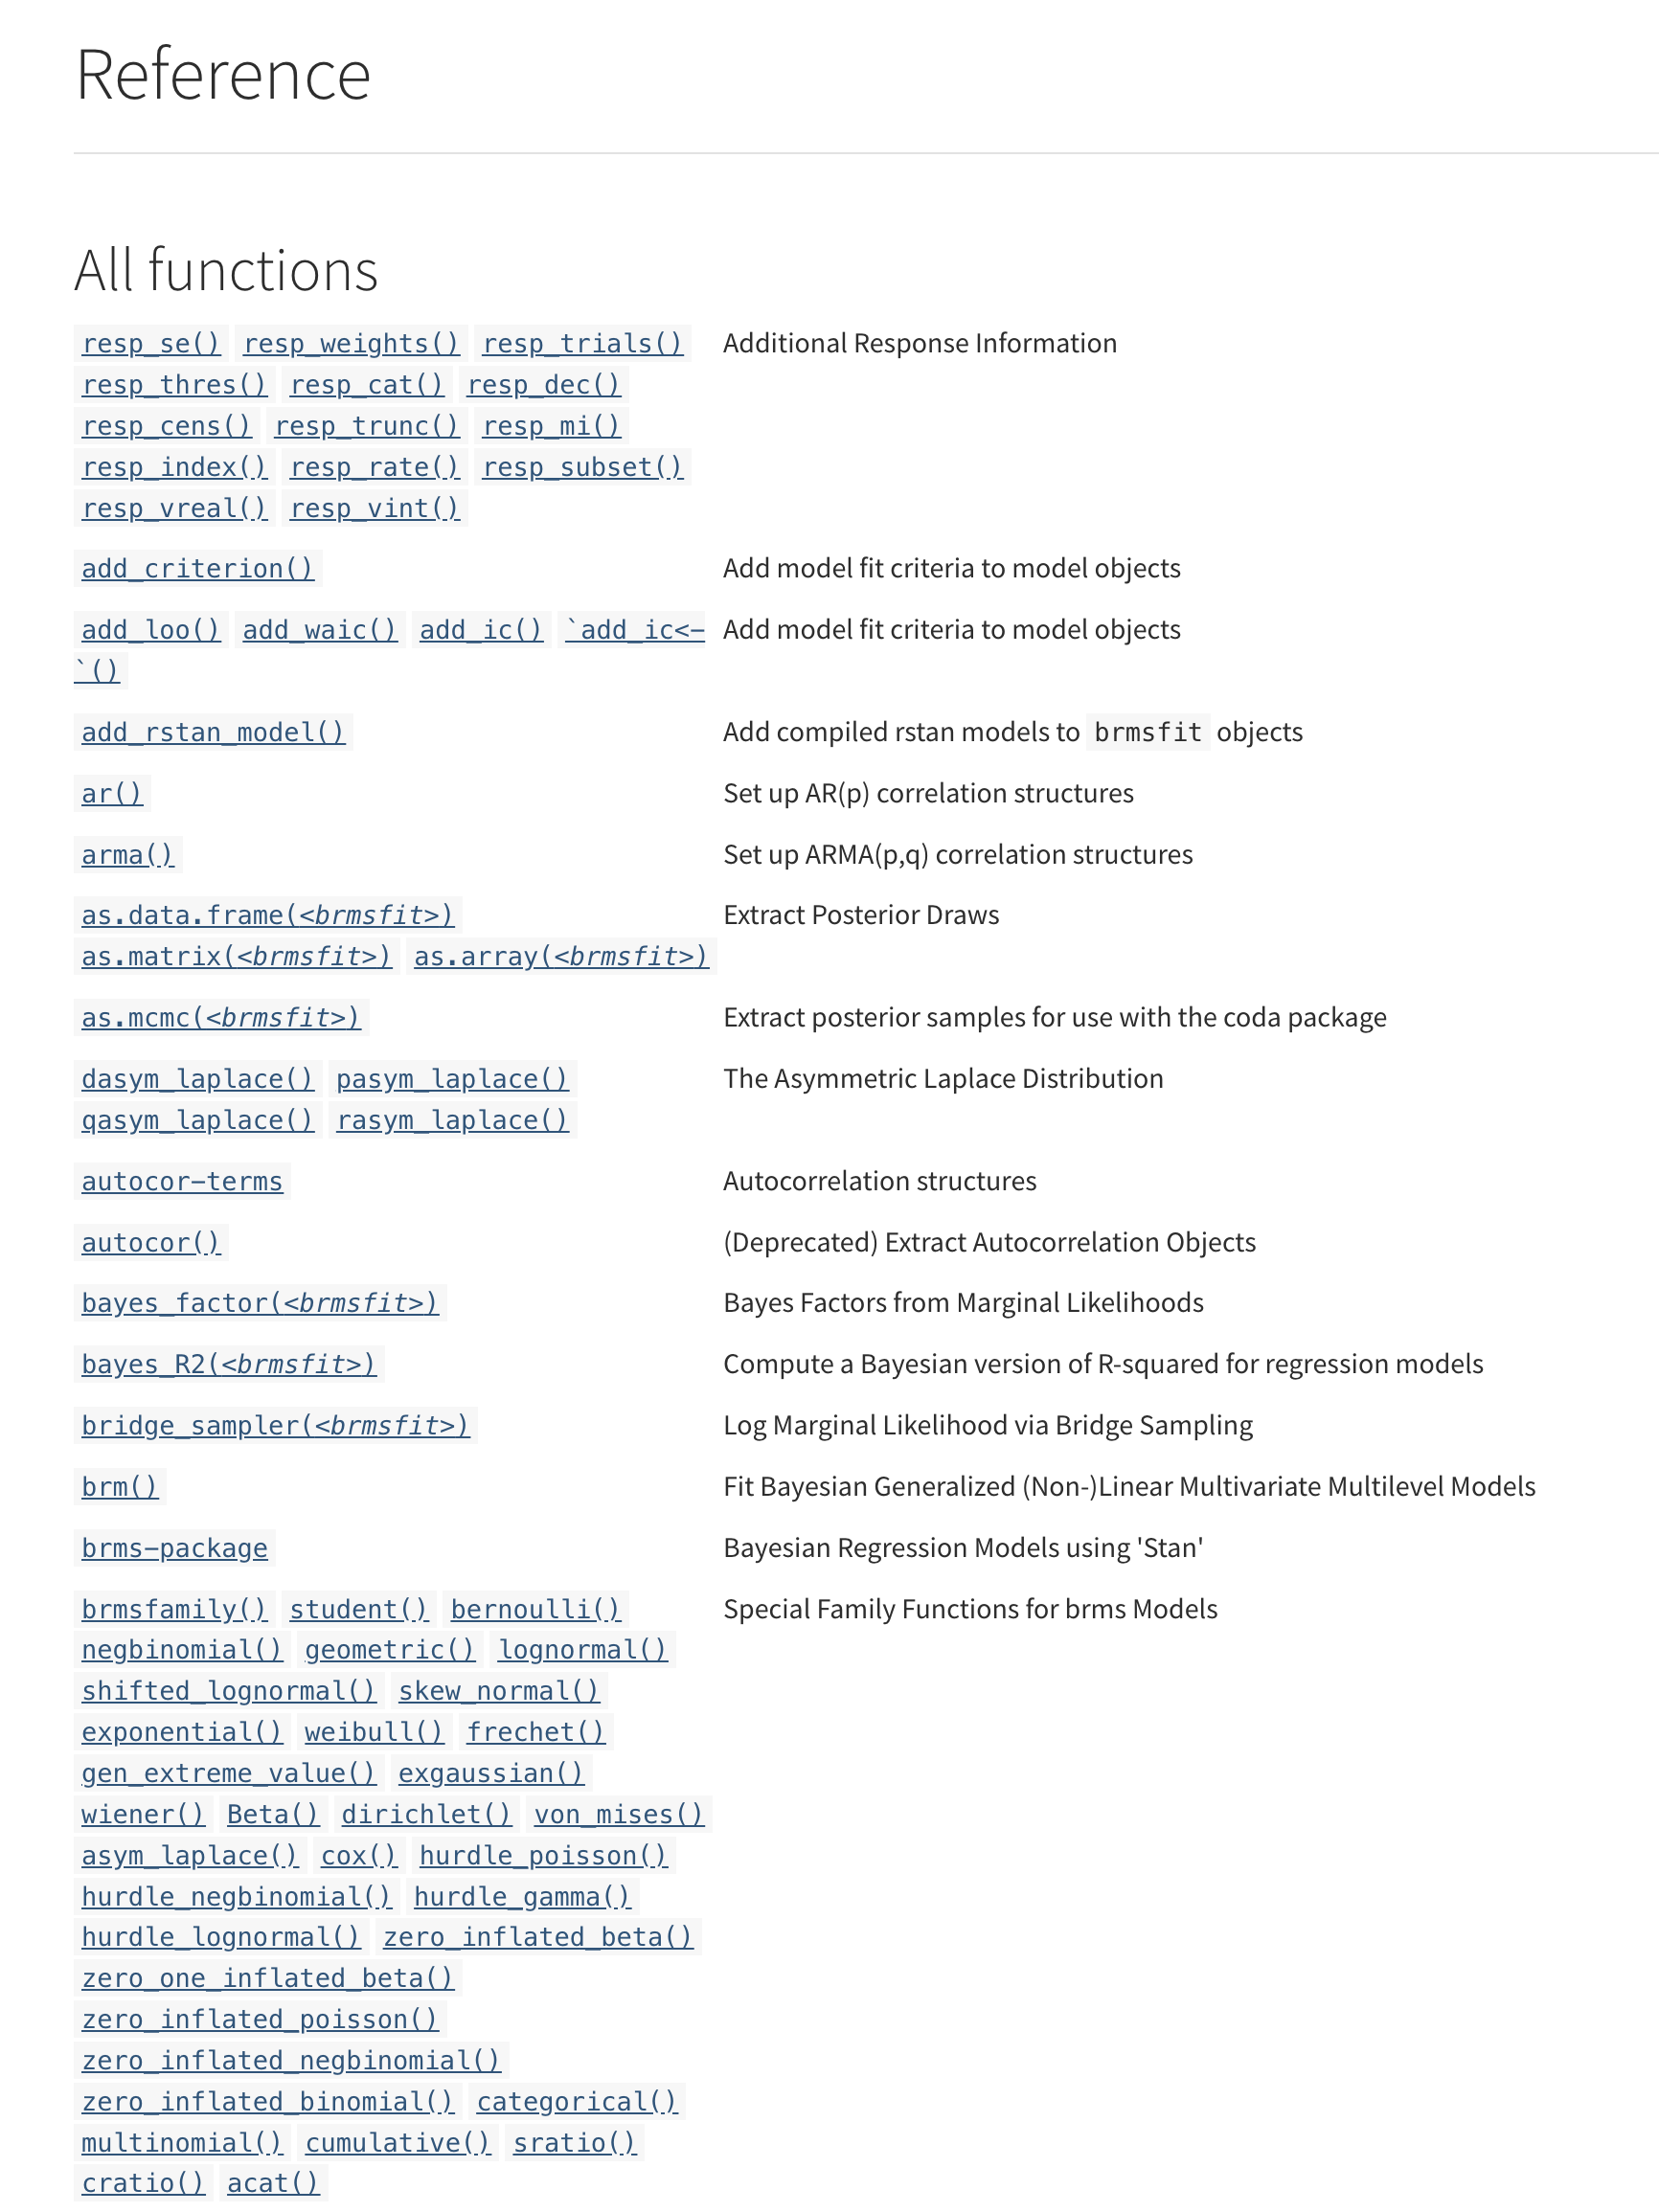 Reference
All functions
resp_se() resp_weights() resp_trials() Additional Response Information
resp_thres() resp_cat() resp_dec()
resp_cens() resp_trunc() resp_mi()
resp_index() resp_rate() resp_subset()
resp_vreal() resp_vint()
add_criterion() Add model fit criteria to model objects
add_loo() add_waic() add_ic() `add_ic<- Add model fit criteria to model objects
`()
add_rstan_model() Add compiled rstan models to brmsfit objects
ar() Set up AR(p) correlation structures
arma() Set up ARMA(p,q) correlation structures
as.data.frame(<brmsfit>) Extract Posterior Draws
as.matrix(<brmsfit>) as.array(<brmsfit>)
as.mcmc(<brmsfit>) Extract posterior samples for use with the coda package
dasym_laplace() pasym_laplace() The Asymmetric Laplace Distribution
qasym_laplace() rasym_laplace()
autocor-terms Autocorrelation structures
autocor() (Deprecated) Extract Autocorrelation Objects
bayes_factor(<brmsfit>) Bayes Factors from Marginal Likelihoods
bayes_R2(<brmsfit>) Compute a Bayesian version of R-squared for regression models
bridge_sampler(<brmsfit>) Log Marginal Likelihood via Bridge Sampling
brm() Fit Bayesian Generalized (Non-)Linear Multivariate Multilevel Models
brms-package Bayesian Regression Models using 'Stan'
brmsfamily() student() bernoulli() Special Family Functions for brms Models
negbinomial() geometric() lognormal()
shifted_lognormal() skew_normal()
exponential() weibull() frechet()
gen_extreme_value() exgaussian()
wiener() Beta() dirichlet() von_mises()
asym_laplace() cox() hurdle_poisson()
hurdle_negbinomial() hurdle_gamma()
hurdle_lognormal() zero_inflated_beta()
zero_one_inflated_beta()
zero_inflated_poisson()
zero_inflated_negbinomial()
zero_inflated_binomial() categorical()
multinomial() cumulative() sratio()
cratio() acat()